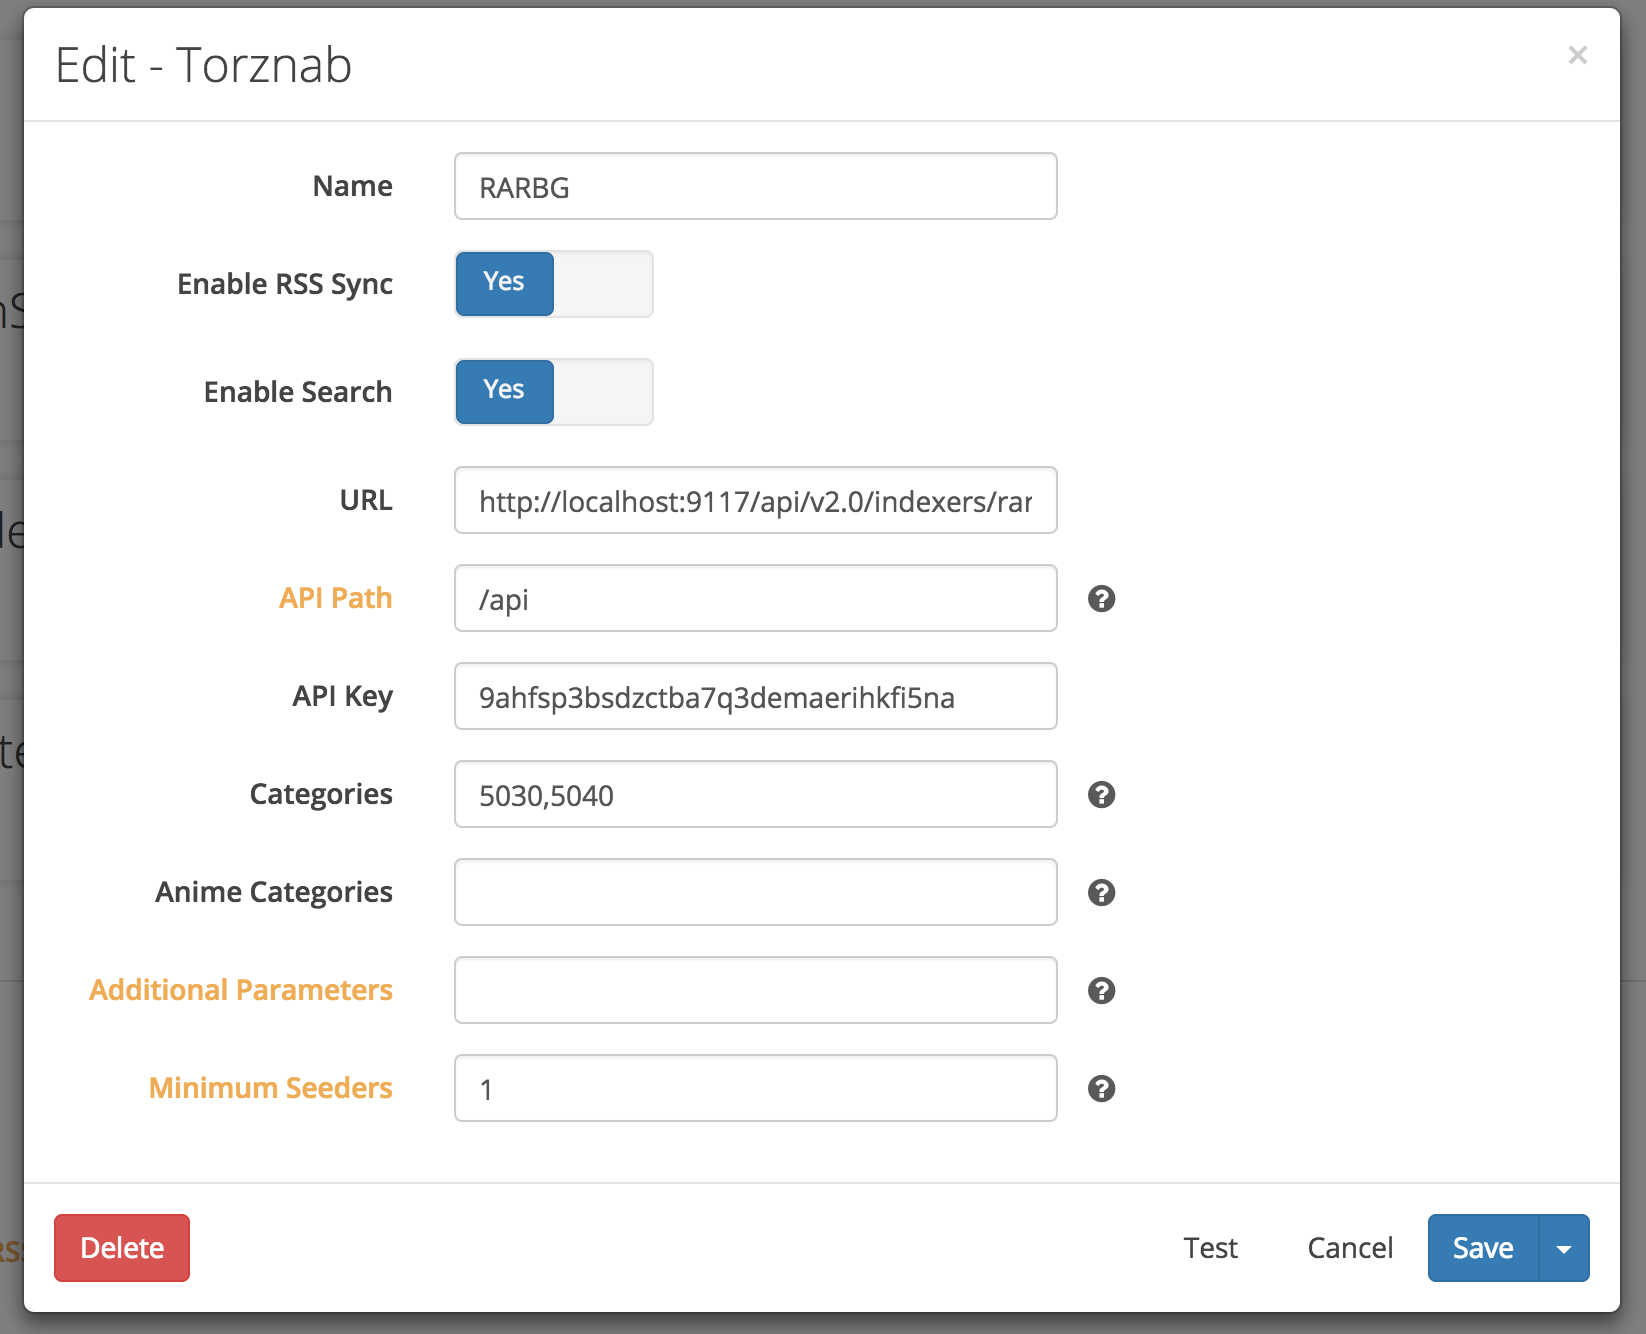 Edit - Torznab
×
Name
RARBG
Enable RSS Sync
Yes
Enable Search
Yes
URL
http://localhost:9117/api/v2.0/indexers/rar
API Path
/api
API Key
9ahfsp3bsdzctba7q3demaerihkfi5na
Categories
5030,5040
Anime Categories
Additional Parameters
Minimum Seeders
1
Delete
Test
Cancel
Save